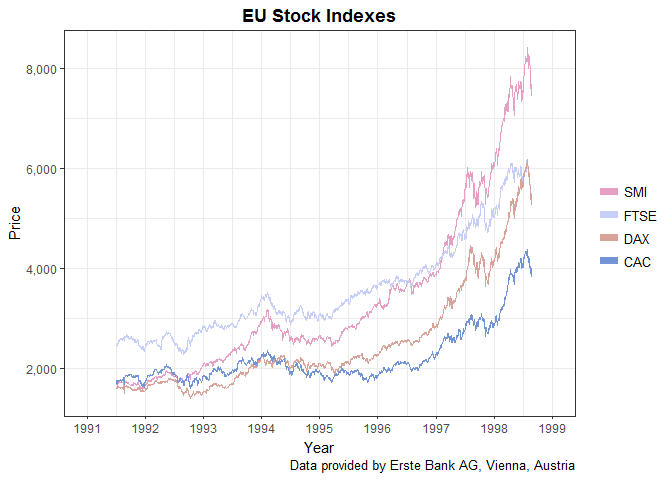 EU Stock Indexes
8,000
6,000
4,000
2,000
Price
1991 1992 1993 1994 1995 1996 1997 1998 1999
Year
Data provided by Erste Bank AG, Vienna, Austria
SMI
FTSE
DAX
CAC